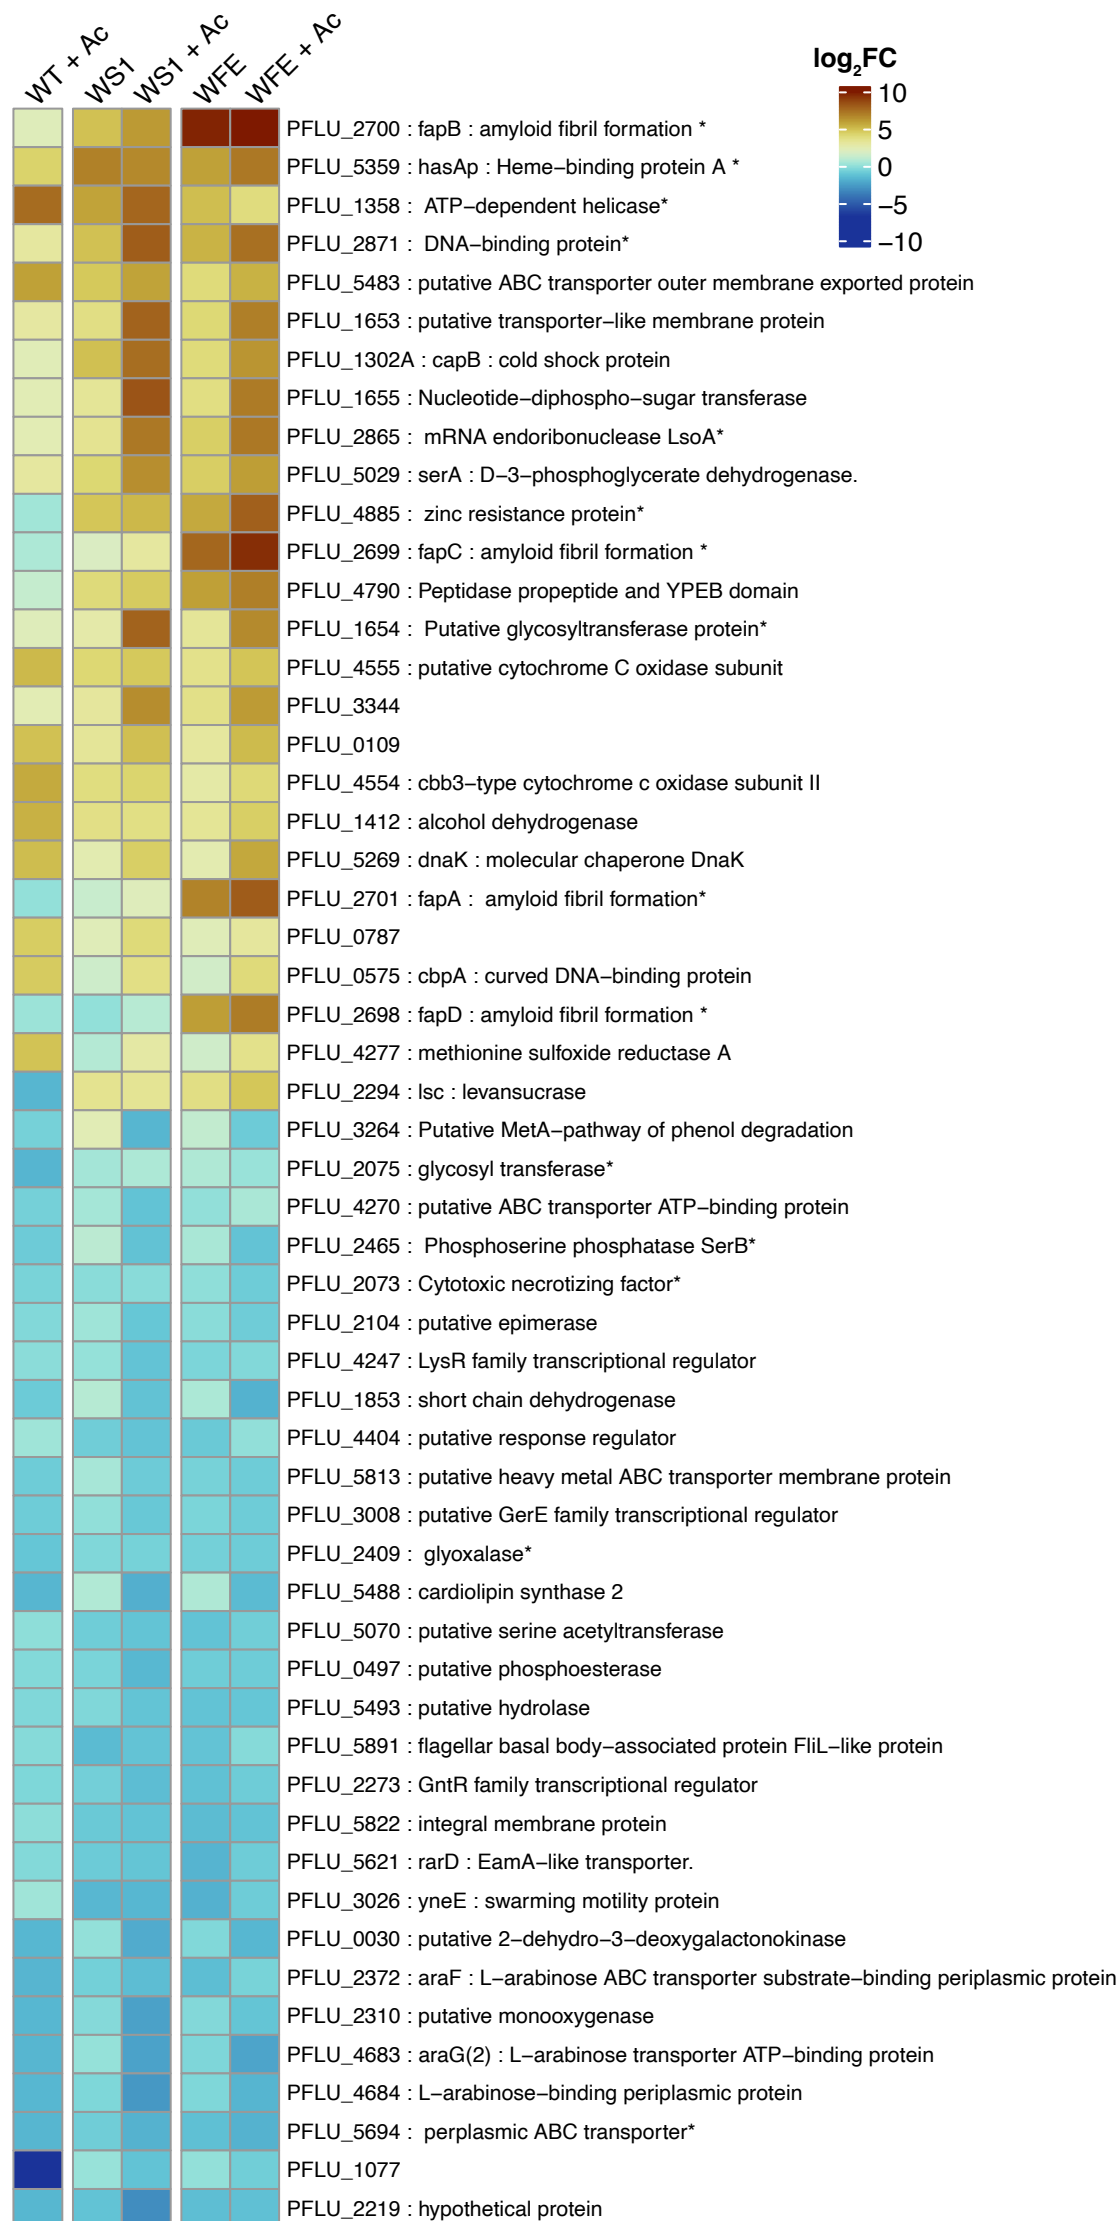 WT + Ac
WS1
WS1 + Ac
WFE
WFE + Ac
log2FC
10
5
0
−5
−10
PFLU_2700 : fapB : amyloid fibril formation *
PFLU_5359 : hasAp : Heme−binding protein A *
PFLU_1358 :  ATP−dependent helicase*
PFLU_2871 :  DNA−binding protein*
PFLU_5483 : putative ABC transporter outer membrane exported protein
PFLU_1653 : putative transporter−like membrane protein
PFLU_1302A : capB : cold shock protein
PFLU_1655 : Nucleotide−diphospho−sugar transferase
PFLU_2865 :  mRNA endoribonuclease LsoA*
PFLU_5029 : serA : D−3−phosphoglycerate dehydrogenase.
PFLU_4885 :  zinc resistance protein*
PFLU_2699 : fapC : amyloid fibril formation *
PFLU_4790 : Peptidase propeptide and YPEB domain
PFLU_1654 :  Putative glycosyltransferase protein*
PFLU_4555 : putative cytochrome C oxidase subunit
PFLU_3344
PFLU_0109
PFLU_4554 : cbb3−type cytochrome c oxidase subunit II
PFLU_1412 : alcohol dehydrogenase
PFLU_5269 : dnaK : molecular chaperone DnaK
PFLU_2701 : fapA :  amyloid fibril formation*
PFLU_0787
PFLU_0575 : cbpA : curved DNA−binding protein
PFLU_2698 : fapD : amyloid fibril formation *
PFLU_4277 : methionine sulfoxide reductase A
PFLU_2294 : lsc : levansucrase
PFLU_3264 : Putative MetA−pathway of phenol degradation
PFLU_2075 : glycosyl transferase*
PFLU_4270 : putative ABC transporter ATP−binding protein
PFLU_2465 :  Phosphoserine phosphatase SerB*
PFLU_2073 : Cytotoxic necrotizing factor*
PFLU_2104 : putative epimerase
PFLU_4247 : LysR family transcriptional regulator
PFLU_1853 : short chain dehydrogenase
PFLU_4404 : putative response regulator
PFLU_5813 : putative heavy metal ABC transporter membrane protein
PFLU_3008 : putative GerE family transcriptional regulator
PFLU_2409 :  glyoxalase*
PFLU_5488 : cardiolipin synthase 2
PFLU_5070 : putative serine acetyltransferase
PFLU_0497 : putative phosphoesterase
PFLU_5493 : putative hydrolase
PFLU_5891 : flagellar basal body−associated protein FliL−like protein
PFLU_2273 : GntR family transcriptional regulator
PFLU_5822 : integral membrane protein
PFLU_5621 : rarD : EamA−like transporter.
PFLU_3026 : yneE : swarming motility protein
PFLU_0030 : putative 2−dehydro−3−deoxygalactonokinase
PFLU_2372 : araF : L−arabinose ABC transporter substrate−binding periplasmic protein
PFLU_2310 : putative monooxygenase
PFLU_4683 : araG(2) : L−arabinose transporter ATP−binding protein
PFLU_4684 : L−arabinose−binding periplasmic protein
PFLU_5694 :  perplasmic ABC transporter*
PFLU_1077
PFLU_2219 : hypothetical protein